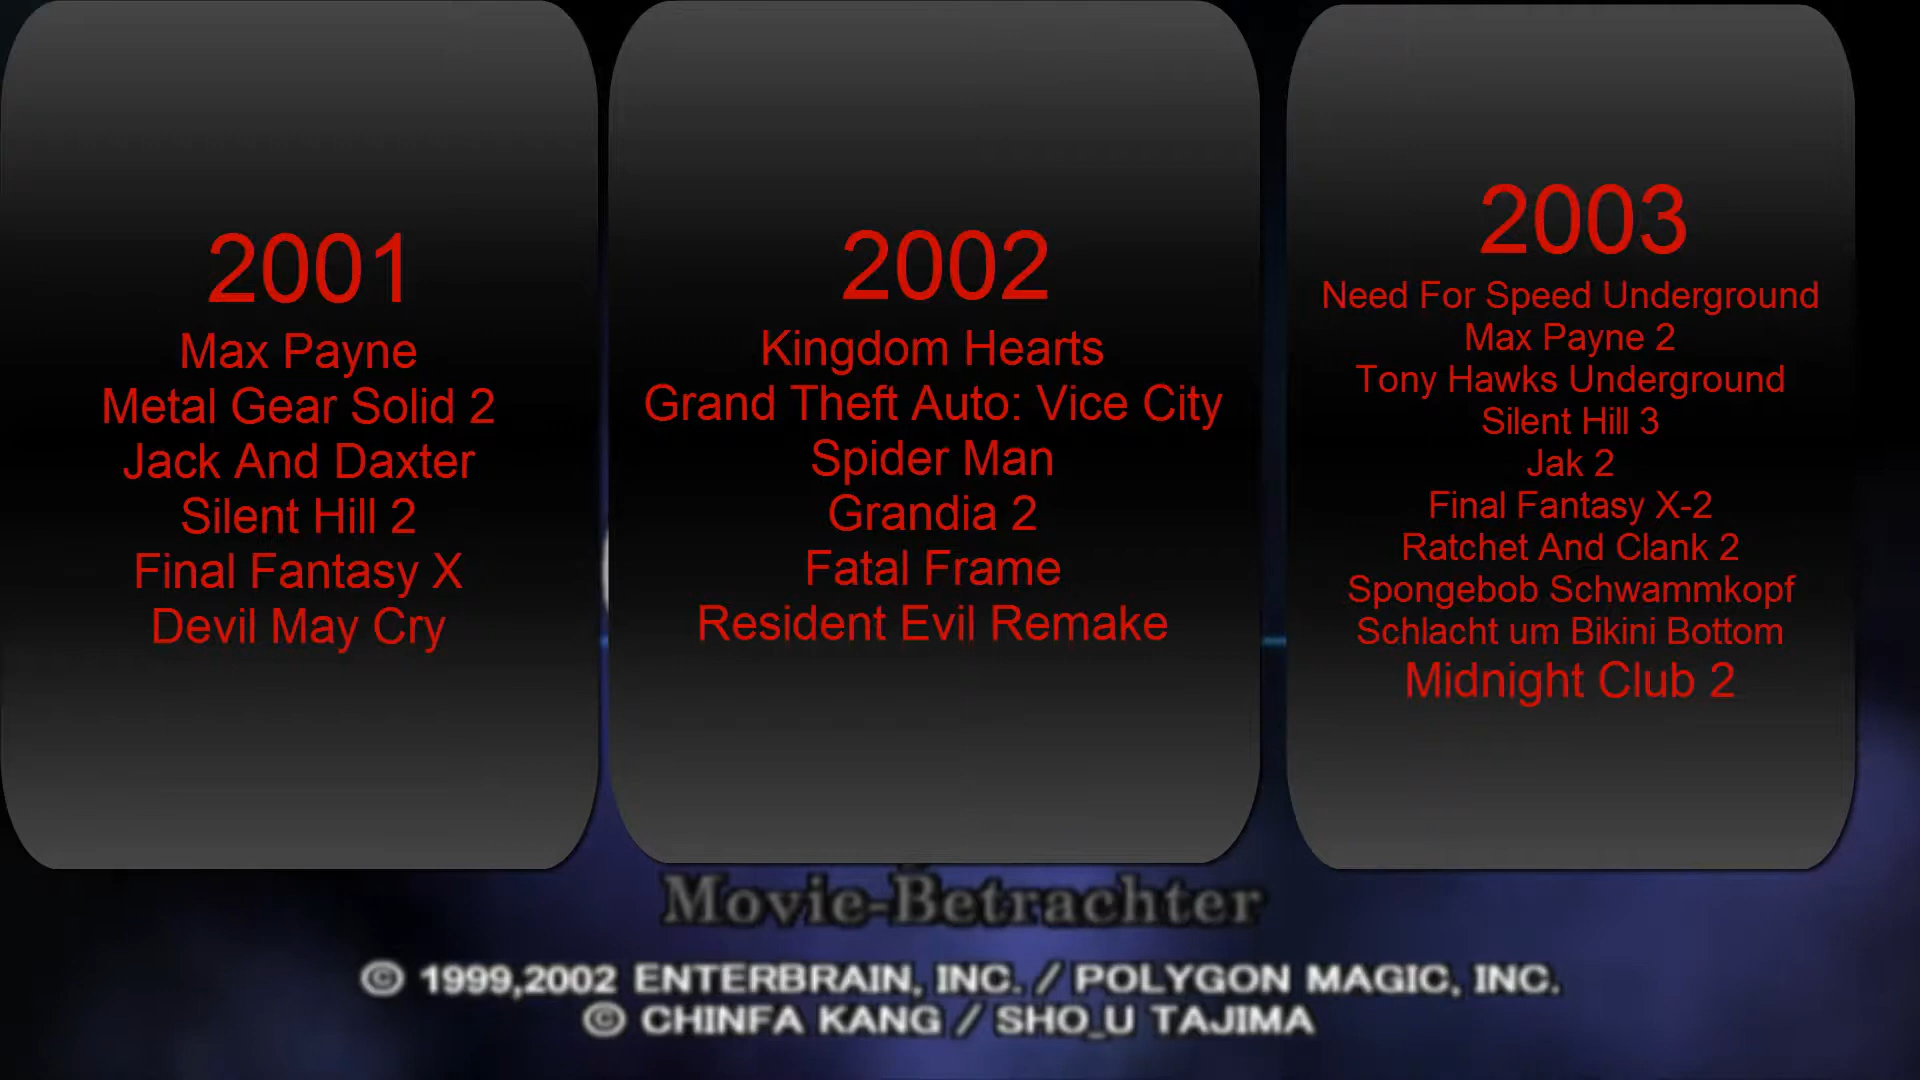 2001
Max Payne
Metal Gear Solid 2
Jack And Daxter
Silent Hill 2
Final Fantasy X
Devil May Cry
2002
Kingdom Hearts
Grand Theft Auto: Vice City
Spider Man
Grandia 2
Fatal Frame
Resident Evil Remake
2003
Need For Speed Underground
Max Payne 2
Tony Hawks Underground
Silent Hill 3
Jak 2
Final Fantasy X-2
Ratchet And Clank 2
Spongebob Schwammkopf
Schlacht um Bikini Bottom
Midnight Club 2
Movie-Betrachter
© 1999,2002 ENTERBRAIN, INC. / POLYGON MAGIC, INC.
© CHINFA KANG / SHO_U TAJIMA